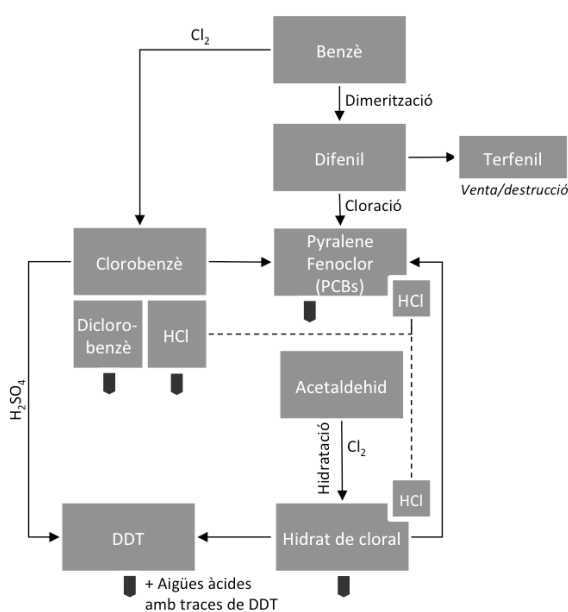 Cl₂
Benzè
Dimerització
Difenil
Terfenil
Venta/destrucció
Cloració
Clorobenzè
Pyralene
Fenoclor
(PCBs)
HCl
Dicloro-
benzè
HCl
H₂SO₄
Acetaldehid
Hidratació
Cl₂
HCl
DDT
Hidrat de cloral
+ Aigües àcides
amb traces de DDT